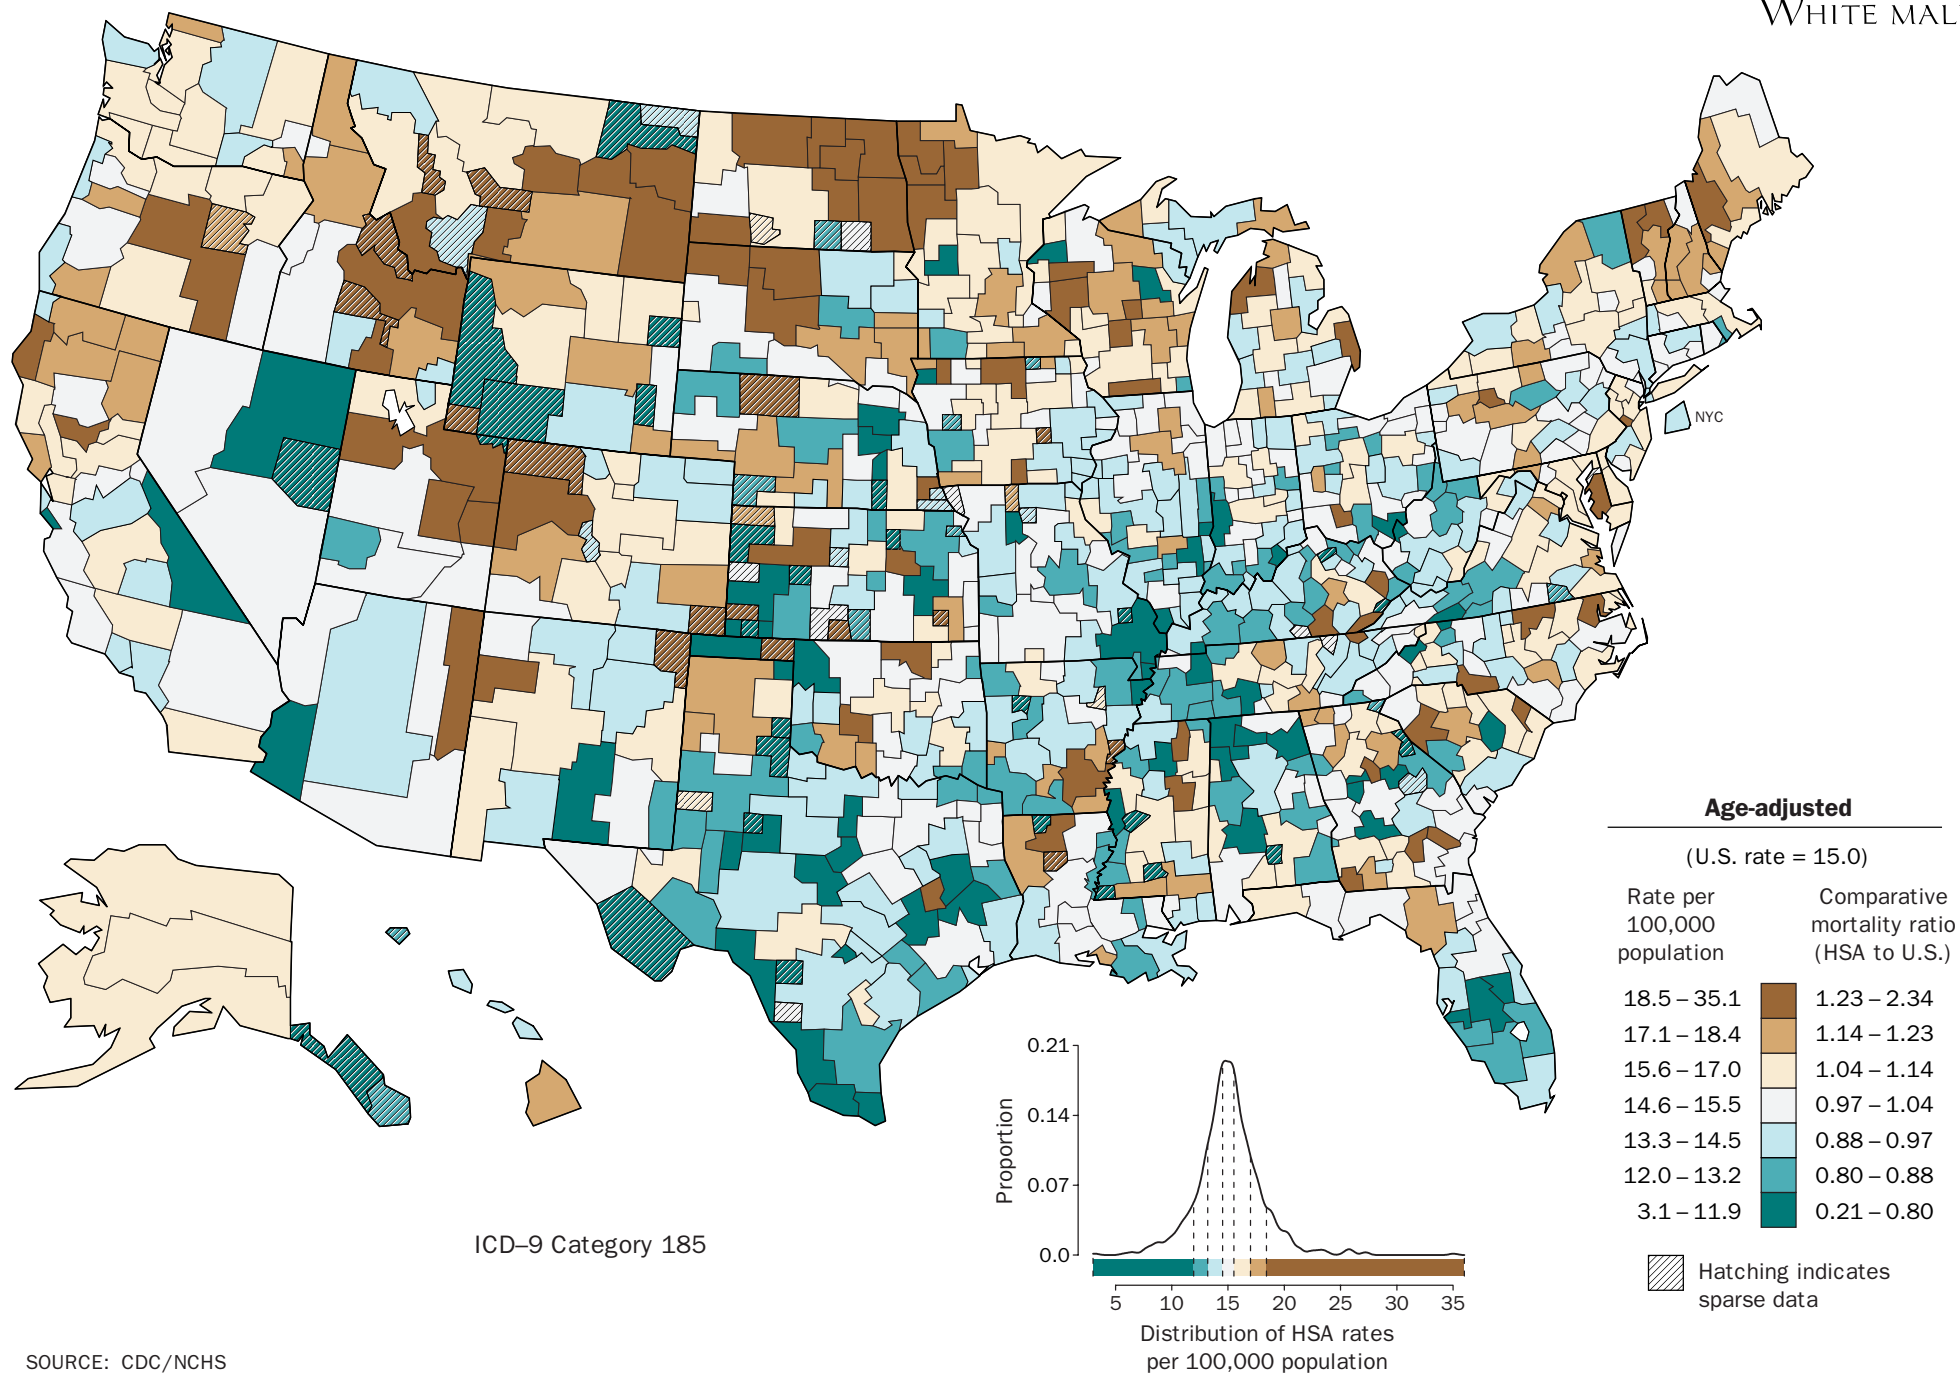 WHITE MAL
NYC
Age-adjusted
(U.S. rate = 15.0)
Rate per
100,000
population
Comparative
mortality ratio
(HSA to U.S.)
18.5 – 35.1 1.23 – 2.34
17.1 – 18.4 1.14 – 1.23
15.6 – 17.0 1.04 – 1.14
14.6 – 15.5 0.97 – 1.04
13.3 – 14.5 0.88 – 0.97
12.0 – 13.2 0.80 – 0.88
3.1 – 11.9 0.21 – 0.80
Hatching indicates
sparse data
Proportion
0.21
0.14
0.07
0.0
5 10 15 20 25 30 35
Distribution of HSA rates
per 100,000 population
ICD–9 Category 185
SOURCE: CDC/NCHS